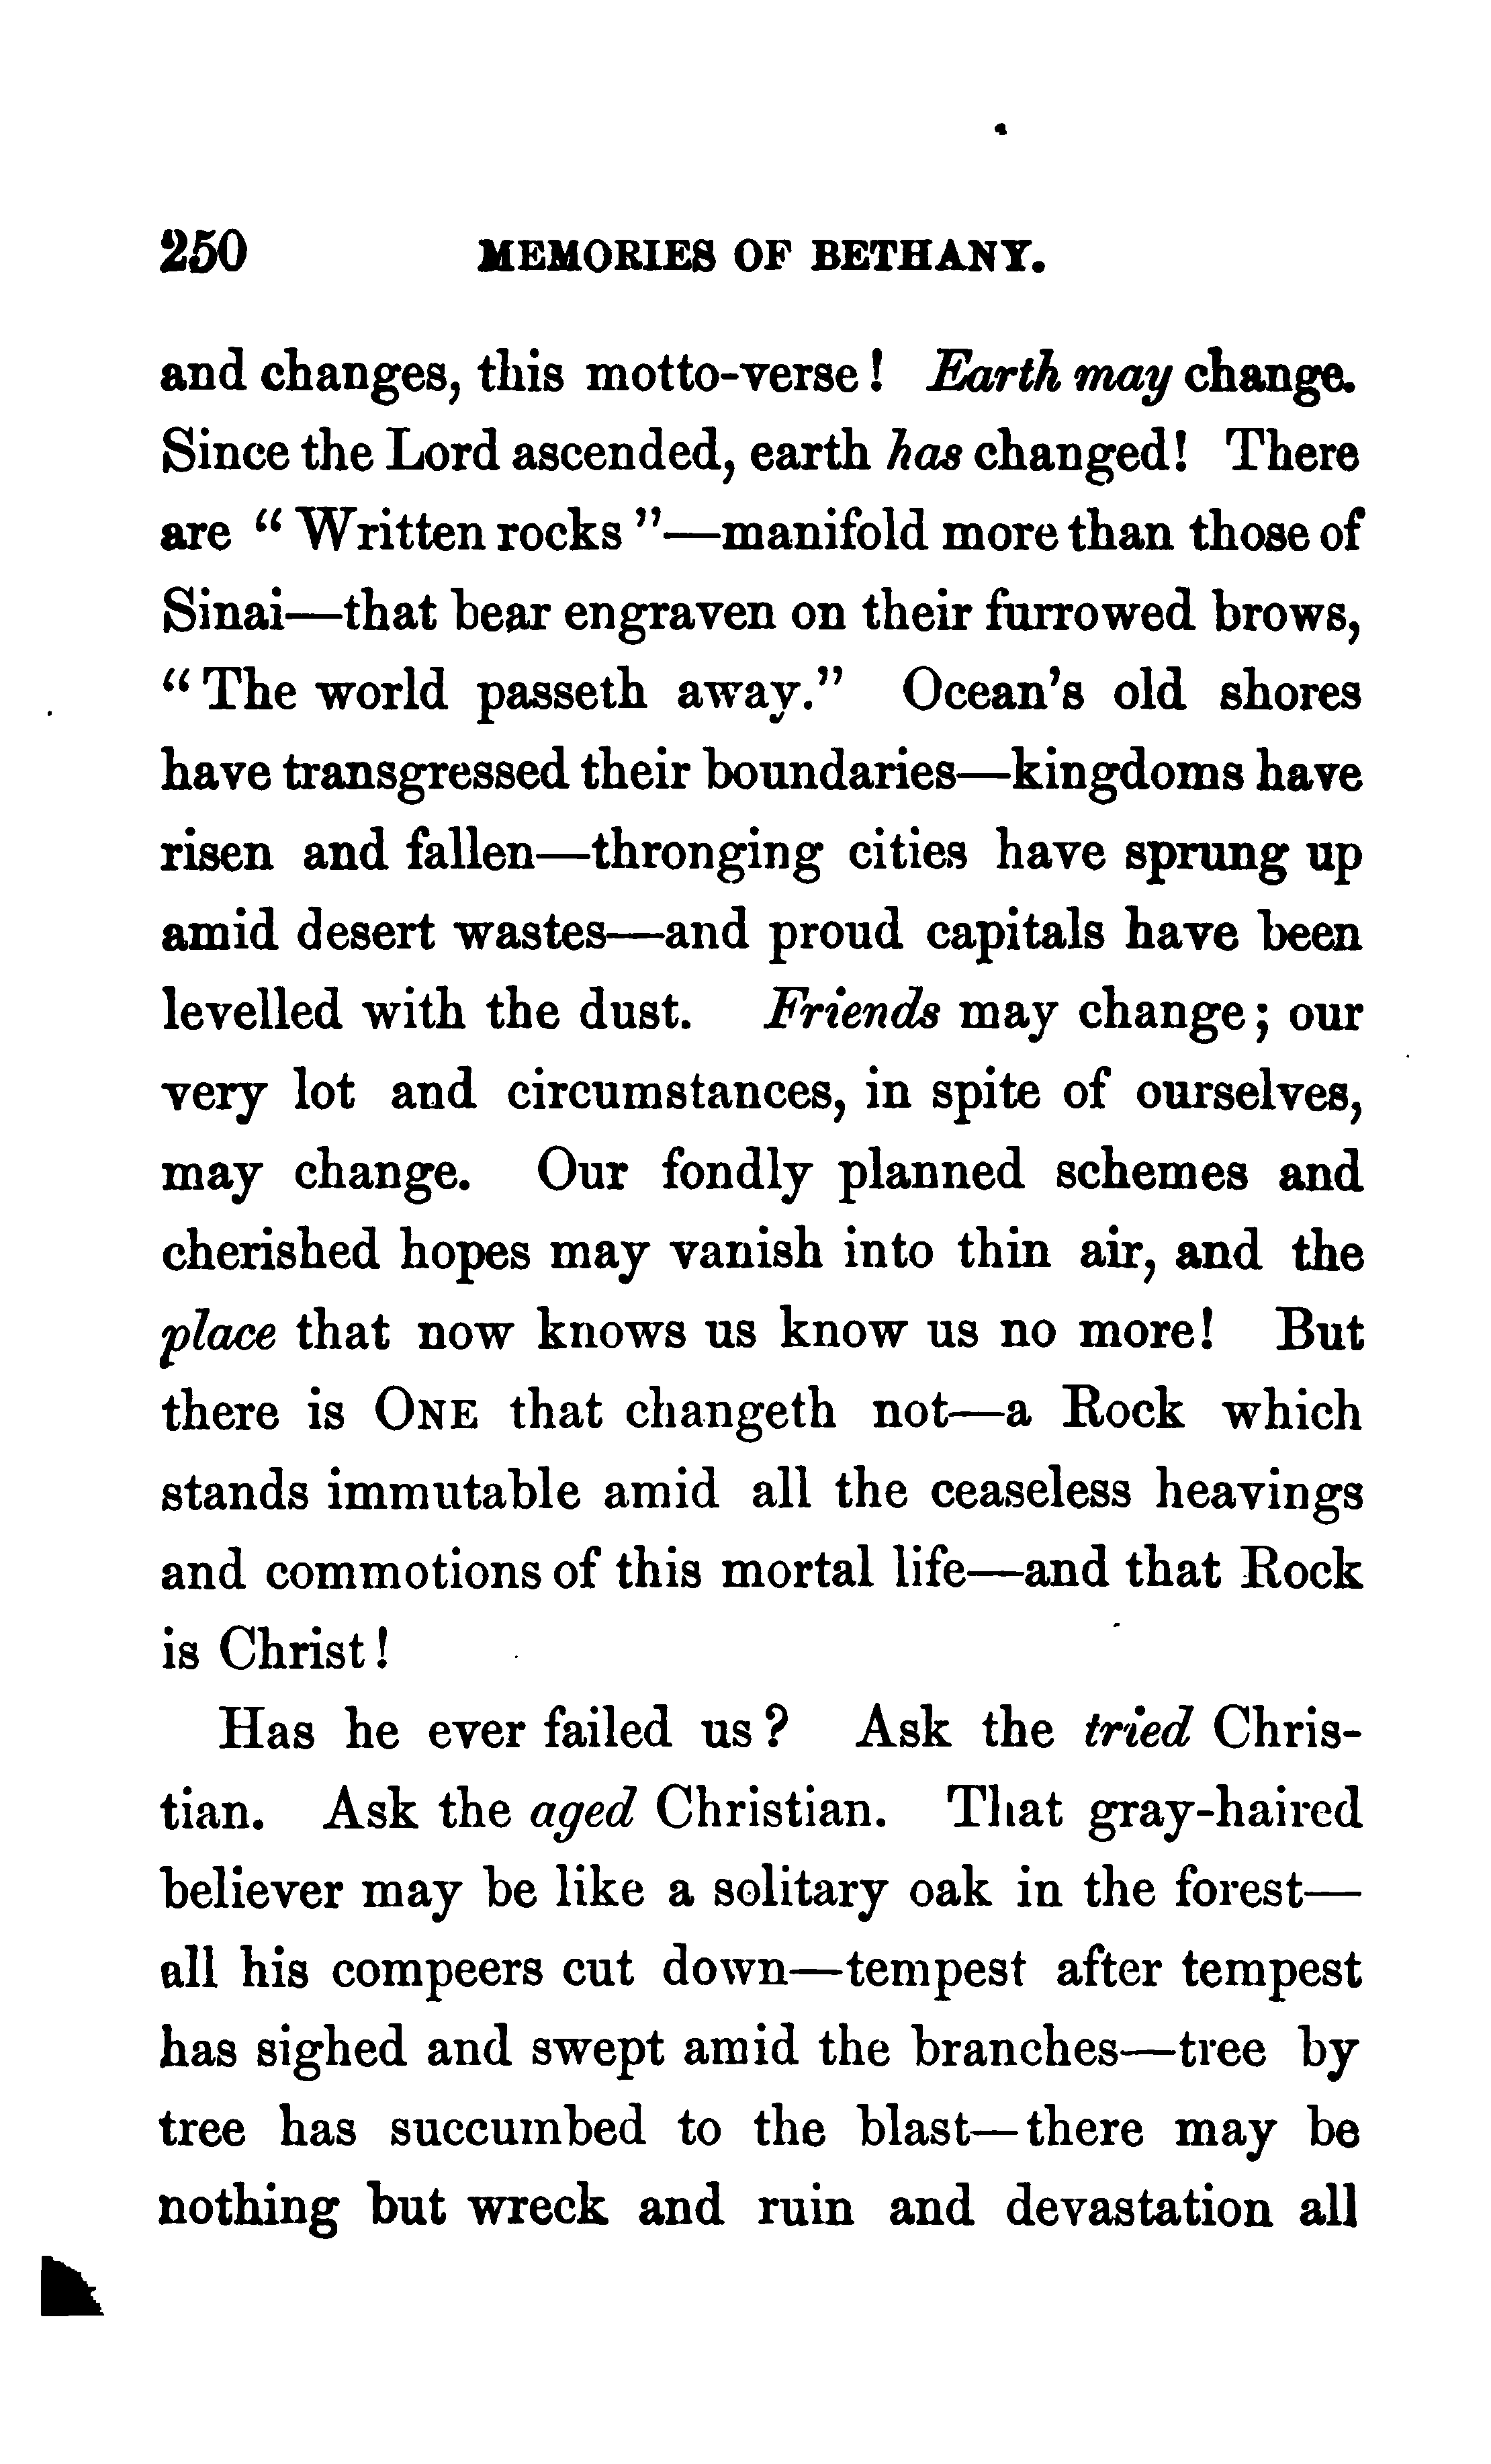 250 MEMORIES OF BETHANY.
and changes, this motto-verse! Earth may change.
Since the Lord ascended, earth has changed! There
are "Written rocks"—manifold more than those of
Sinai—that bear engraven on their furrowed brows,
"The world passeth away." Ocean's old shores
have transgressed their boundaries—kingdoms have
risen and fallen—thronging cities have sprung up
amid desert wastes—and proud capitals have been
levelled with the dust. Friends may change; our
very lot and circumstances, in spite of ourselves,
may change. Our fondly planned schemes and
cherished hopes may vanish into thin air, and the
place that now knows us know us no more! But
there is ONE that changeth not—a Rock which
stands immutable amid all the ceaseless heavings
and commotions of this mortal life—and that Rock
is Christ!
Has he ever failed us? Ask the tried Chris-
tian. Ask the aged Christian. That gray-haired
believer may be like a solitary oak in the forest—
all his compeers cut down—tempest after tempest
has sighed and swept amid the branches—tree by
tree has succumbed to the blast—there may be
nothing but wreck and ruin and devastation all